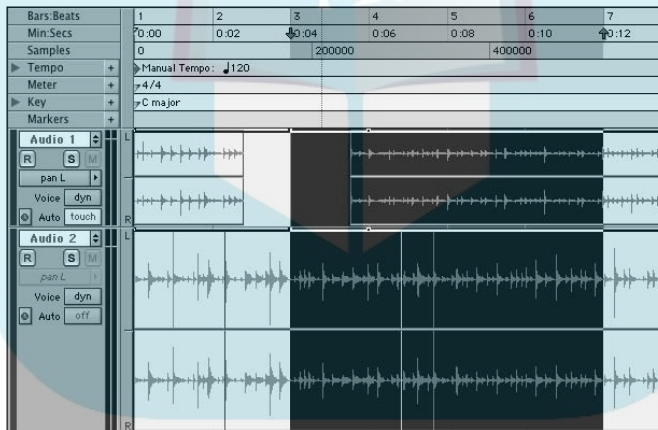 Bars:Beats 1 2 3 4 5 6 7
Min:Secs 0:00 0:02 0:04 0:06 0:08 0:10 0:12
Samples 0 200000 400000
Tempo + Manual Tempo: ♩120
Meter + 4/4
Key + C major
Markers +
Audio 1 L
R S M
pan L
Voice dyn
Auto touch R
Audio 2 L
R S M
pan L
Voice dyn
Auto off
R